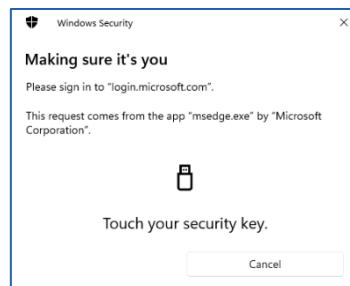 Windows Security
Making sure it's you
Please sign in to "login.microsoft.com".
This request comes from the app "msedge.exe" by "Microsoft
Corporation".
Touch your security key.
Cancel